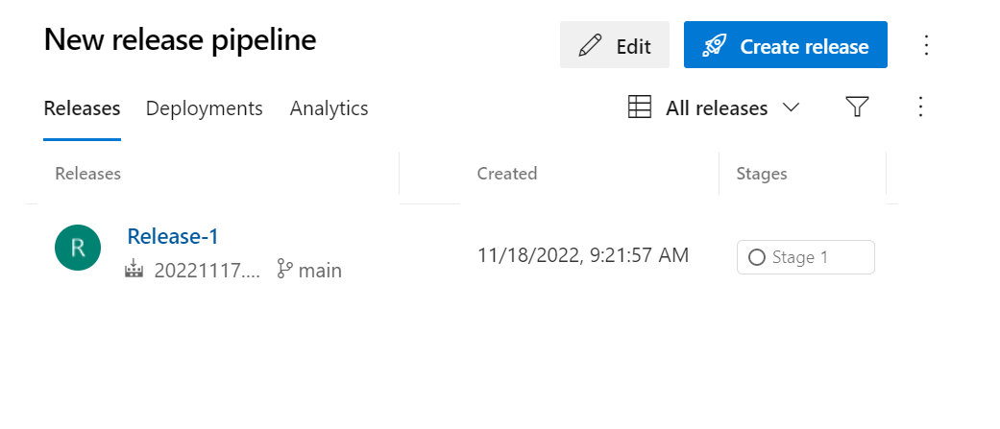 New release pipeline
Edit
Create release
Releases
Deployments
Analytics
All releases
Releases
Created
Stages
R
Release-1
20221117....
main
11/18/2022, 9:21:57 AM
Stage 1